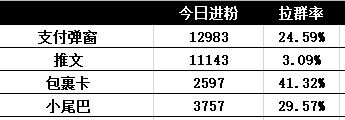 今日进粉 拉群率
支付弹窗 12983 24.59%
推文 11143 3.09%
包裹卡 2597 41.32%
小尾巴 3757 29.57%